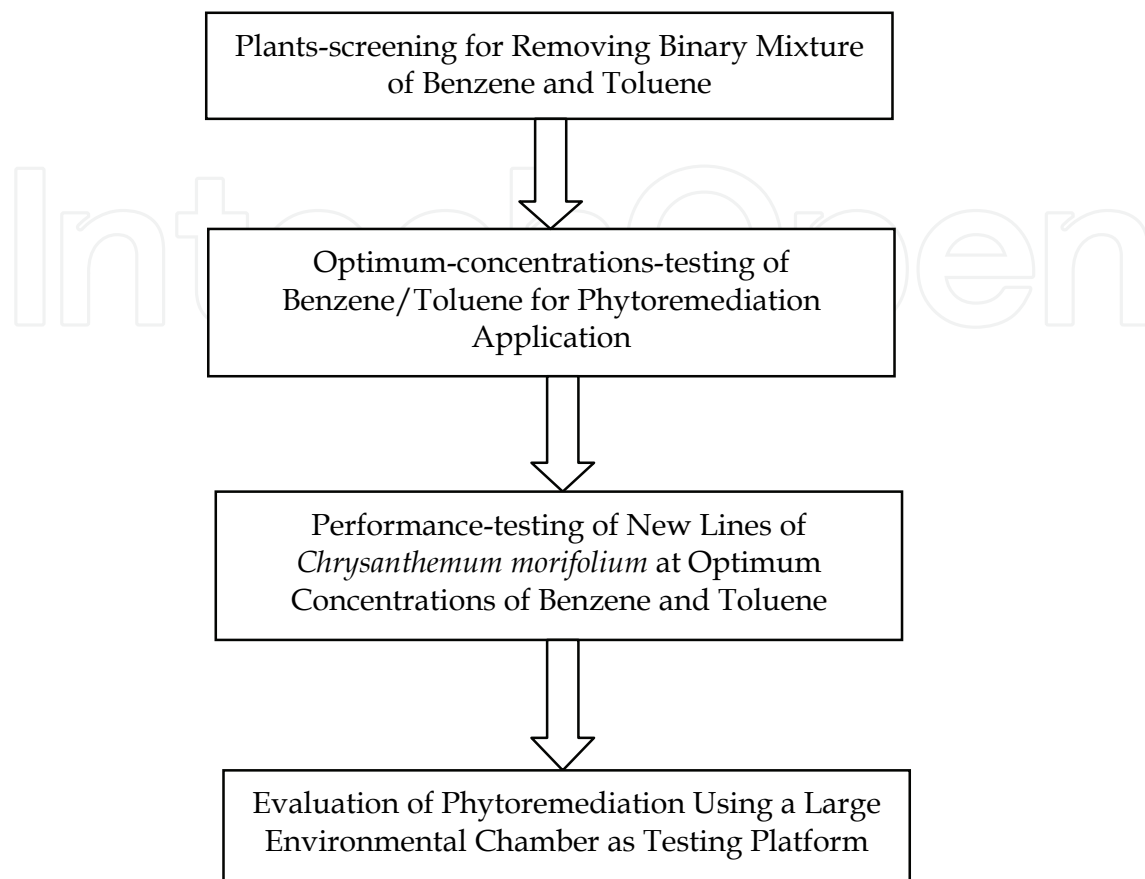 Plants-screening for Removing Binary Mixture
of Benzene and Toluene
IntechOpen
Optimum-concentrations-testing of
Benzene/Toluene for Phytoremediation
Application
Performance-testing of New Lines of
Chrysanthemum morifolium at Optimum
Concentrations of Benzene and Toluene
Evaluation of Phytoremediation Using a Large
Environmental Chamber as Testing Platform